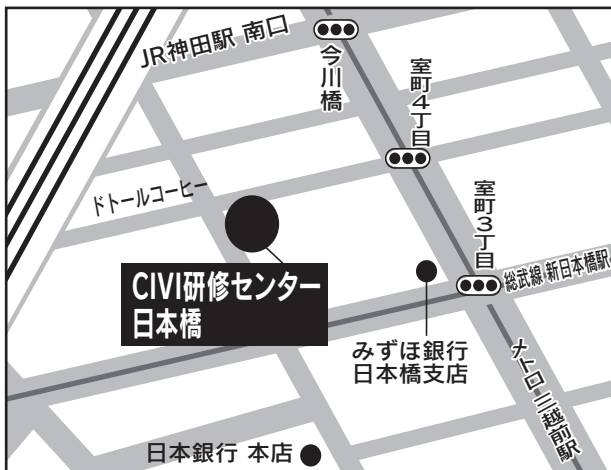 JR神田駅 南口
今川橋
室町4丁目
ドトールコーヒー
室町3丁目
総武線 新日本橋駅
CIVI研修センター
日本橋
みずほ銀行
日本橋支店
メトロ 三越前駅
日本銀行 本店